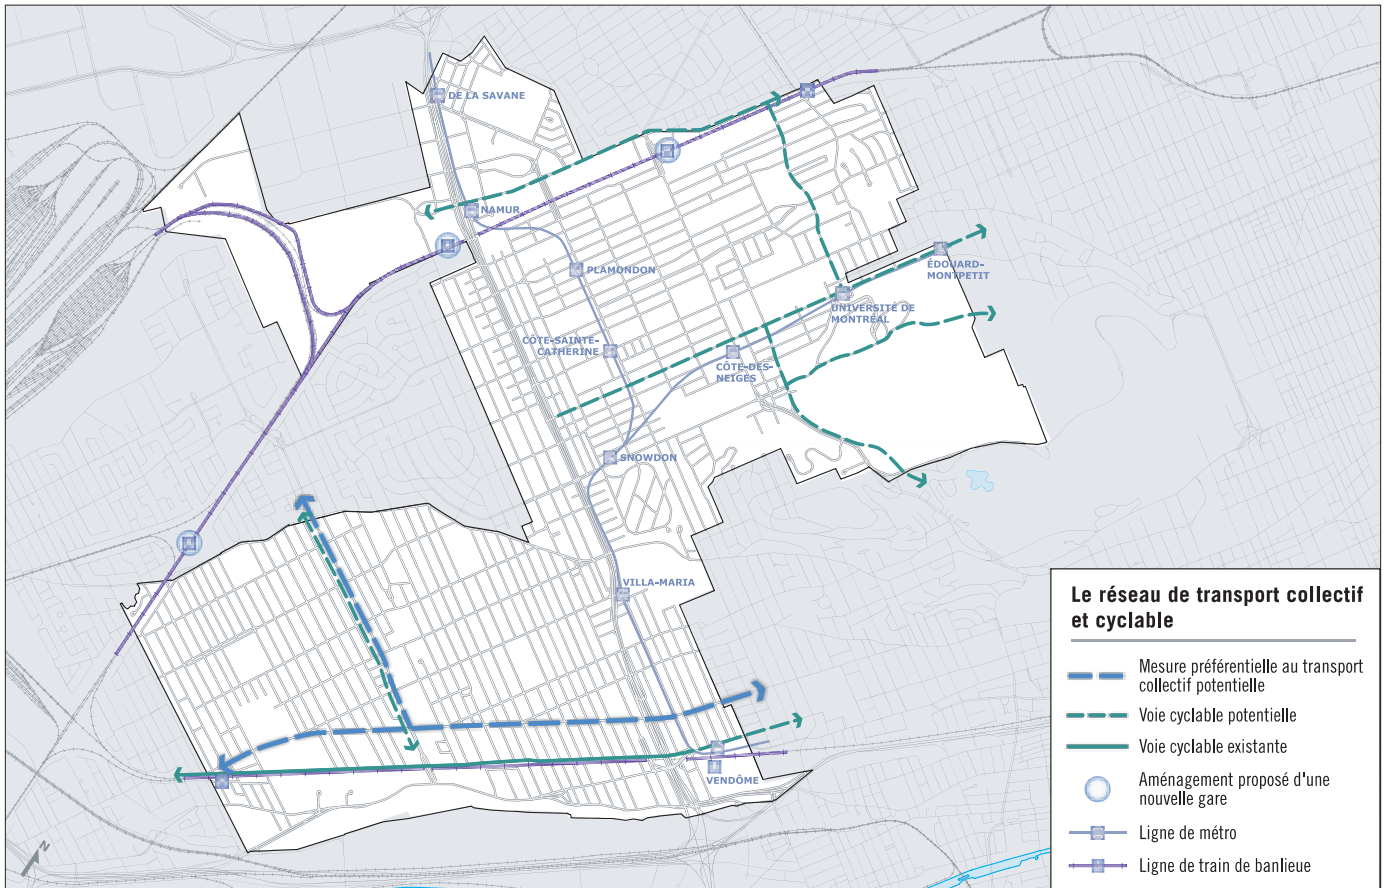 DE LA SAVANE
NAMUR
PLAMONDON
ÉDOUARD-
MONTPETIT
UNIVERSITÉ DE
MONTRÉAL
CÔTE-SAINTE-
CATHERINE
CÔTE-DES-
NEIGES
SNOWDON
VILLA-MARIA
VENDÔME
N
Le réseau de transport collectif
et cyclable
Mesure préférentielle au transport
collectif potentielle
Voie cyclable potentielle
Voie cyclable existante
Aménagement proposé d'une
nouvelle gare
Ligne de métro
Ligne de train de banlieue